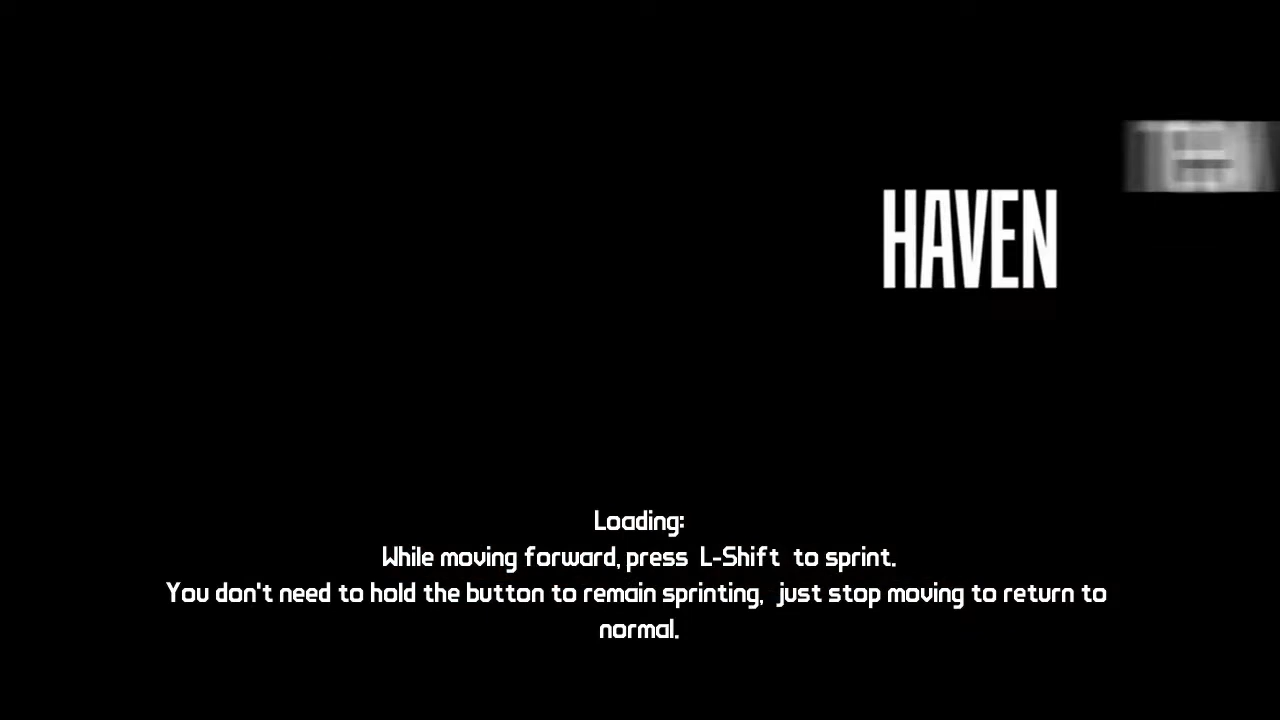 HAVEN
Loading:
While moving forward, press L-Shift to sprint.
You don't need to hold the button to remain sprinting, just stop moving to return to
normal.